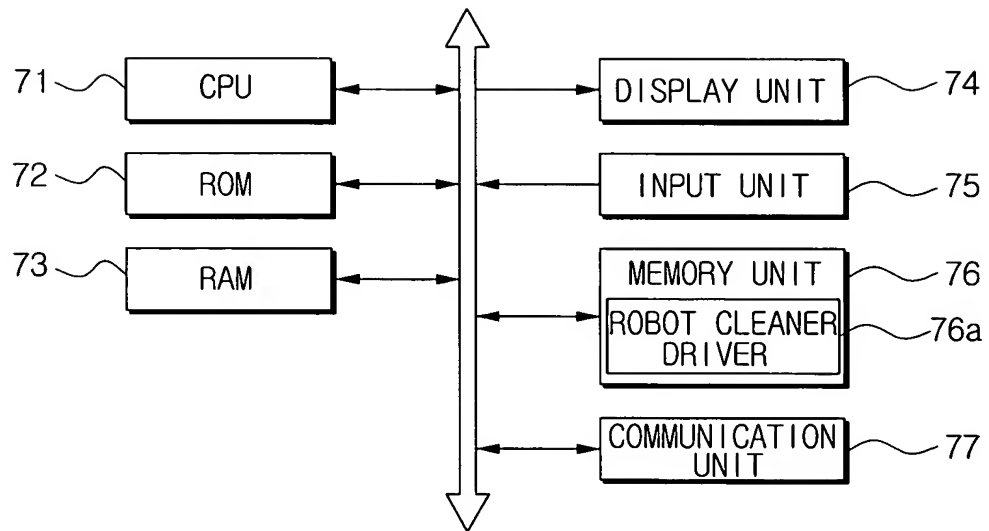 71 CPU
72 ROM
73 RAM
DISPLAY UNIT 74
INPUT UNIT 75
MEMORY UNIT 76
ROBOT CLEANER
DRIVER 76a
COMMUNICATION
UNIT 77